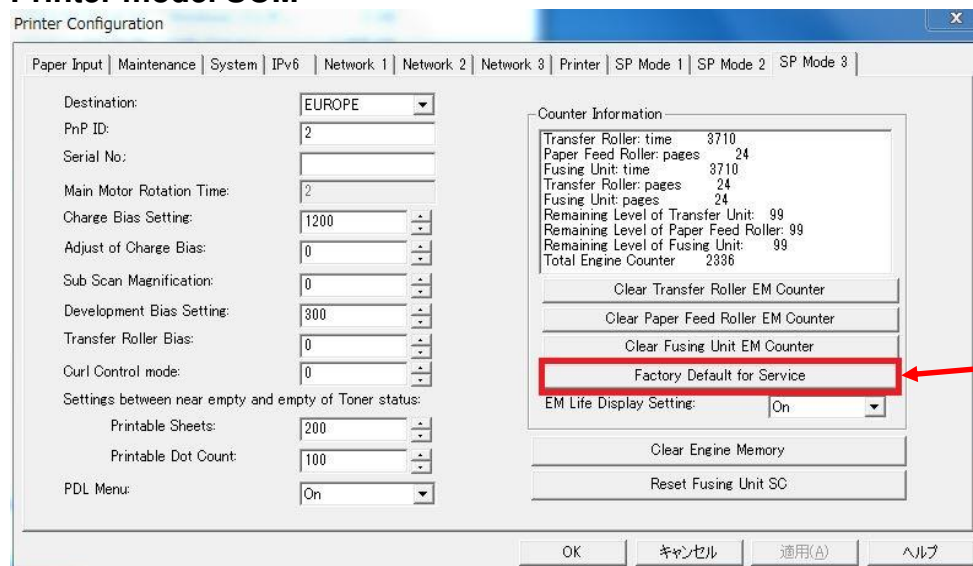 Printer Configuration
x
Paper Input | Maintenance | System | IPv6 | Network 1 | Network 2 | Network 3 | Printer | SP Mode 1 | SP Mode 2 | SP Mode 3
Destination: EUROPE
PnP ID: 2
Serial No:
Main Motor Rotation Time: 2
Charge Bias Setting: 1200
Adjust of Charge Bias: 0
Sub Scan Magnification: 0
Development Bias Setting: 300
Transfer Roller Bias: 0
Curl Control mode: 0
Settings between near empty and empty of Toner status:
Printable Sheets: 200
Printable Dot Count: 100
PDL Menu: On
Counter Information
Transfer Roller: time 3710
Paper Feed Roller: pages 24
Fusing Unit: time 3710
Transfer Roller: pages 24
Fusing Unit: pages 24
Remaining Level of Transfer Unit: 99
Remaining Level of Paper Feed Roller: 99
Remaining Level of Fusing Unit: 99
Total Engine Counter 2336
Clear Transfer Roller EM Counter
Clear Paper Feed Roller EM Counter
Clear Fusing Unit EM Counter
Factory Default for Service
EM Life Display Setting: On
Clear Engine Memory
Reset Fusing Unit SC
OK キャンセル 適用(A) ヘルプ